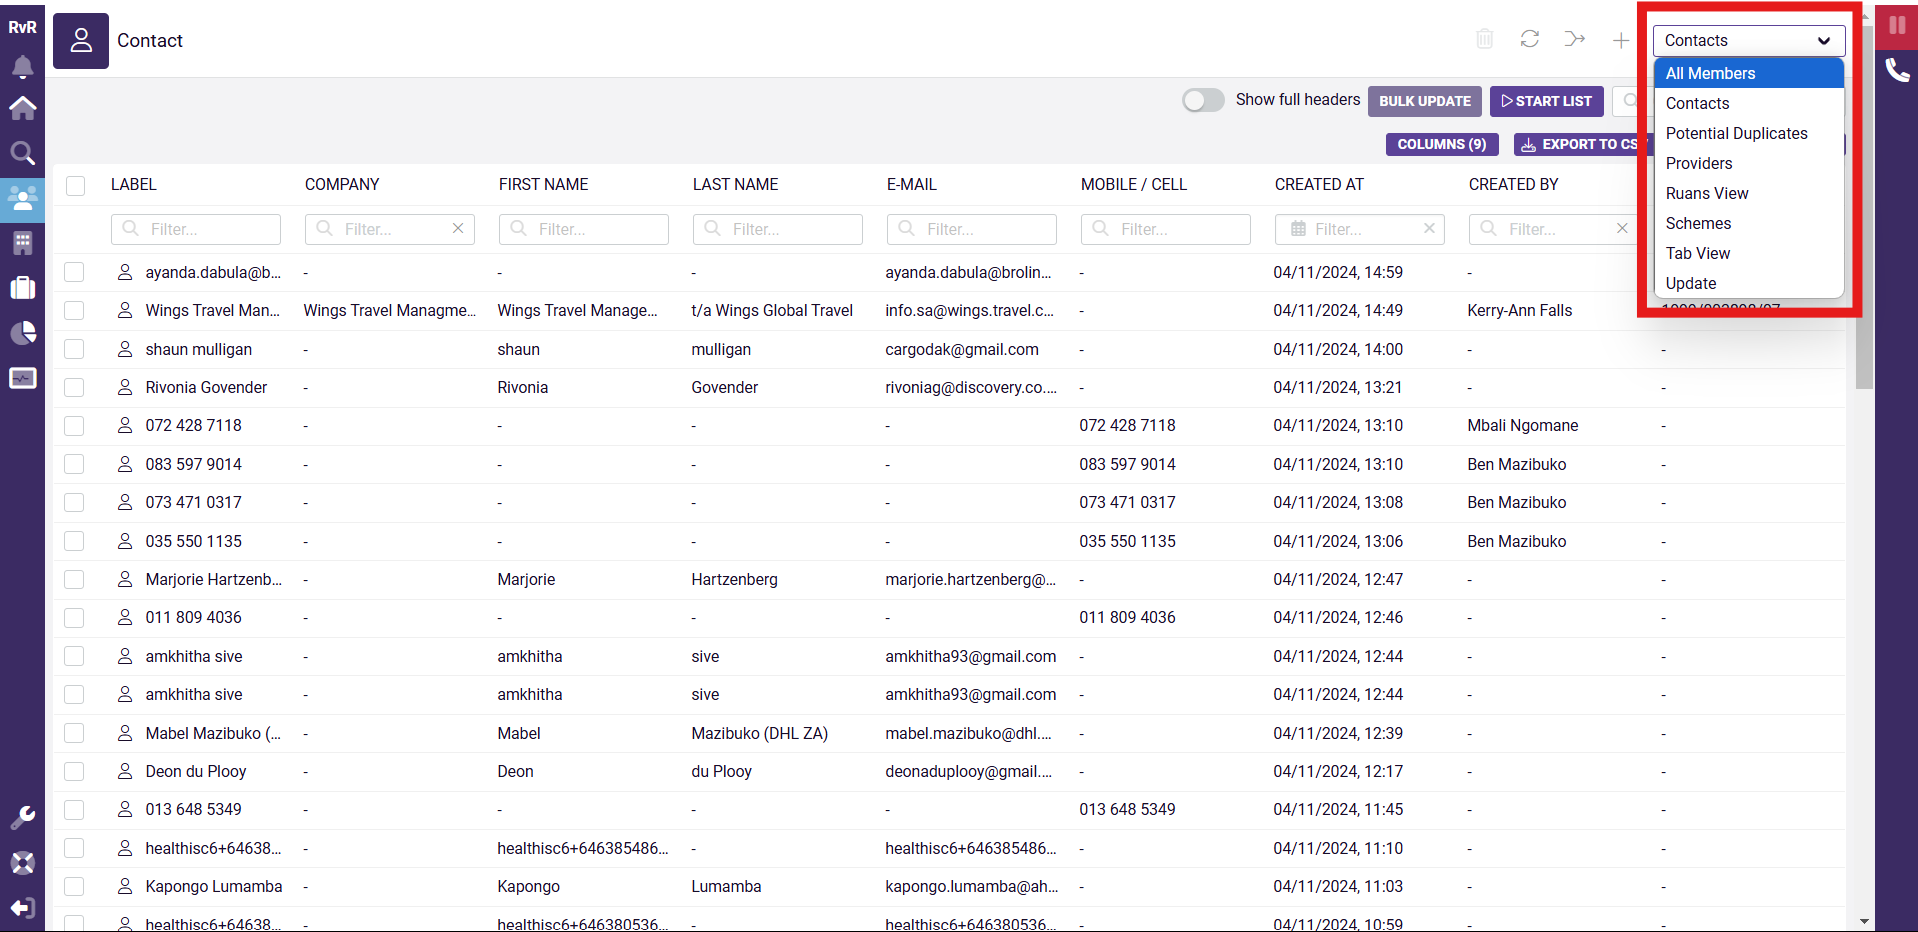 RvR
Contact
Contacts
All Members
Contacts
Potential Duplicates
Providers
Ruans View
Schemes
Tab View
Update
Show full headers
BULK UPDATE
START LIST
COLUMNS (9)
EXPORT TO CS
LABEL COMPANY FIRST NAME LAST NAME E-MAIL MOBILE / CELL CREATED AT CREATED BY
Filter... Filter... Filter... Filter... Filter... Filter... Filter... Filter...
ayanda.dabula@b... - - - ayanda.dabula@brolin... - 04/11/2024, 14:59 -
Wings Travel Man... Wings Travel Managme... Wings Travel Manage... t/a Wings Global Travel info.sa@wings.travel.c... - 04/11/2024, 14:49 Kerry-Ann Falls
shaun mulligan - shaun mulligan cargodak@gmail.com - 04/11/2024, 14:00 - -
Rivonia Govender - Rivonia Govender rivoniag@discovery.co.... - 04/11/2024, 13:21 - -
072 428 7118 - - - - 072 428 7118 04/11/2024, 13:10 Mbali Ngomane -
083 597 9014 - - - - 083 597 9014 04/11/2024, 13:10 Ben Mazibuko -
073 471 0317 - - - - 073 471 0317 04/11/2024, 13:08 Ben Mazibuko -
035 550 1135 - - - - 035 550 1135 04/11/2024, 13:06 Ben Mazibuko -
Marjorie Hartzenb... - Marjorie Hartzenberg marjorie.hartzenberg@... - 04/11/2024, 12:47 - -
011 809 4036 - - - - 011 809 4036 04/11/2024, 12:46 - -
amkhitha sive - amkhitha sive amkhitha93@gmail.com - 04/11/2024, 12:44 - -
amkhitha sive - amkhitha sive amkhitha93@gmail.com - 04/11/2024, 12:44 - -
Mabel Mazibuko (... - Mabel Mazibuko (DHL ZA) mabel.mazibuko@dhl.... - 04/11/2024, 12:39 - -
Deon du Plooy - Deon du Plooy deonaduplooy@gmail.... - 04/11/2024, 12:17 - -
013 648 5349 - - - - 013 648 5349 04/11/2024, 11:45 - -
healthisc6+64638... - healthisc6+646385486... - healthisc6+646385486... - 04/11/2024, 11:10 - -
Kapongo Lumamba - Kapongo Lumamba kapongo.lumamba@ah... - 04/11/2024, 11:03 - -
healthisc6+64638... - healthisc6+646380536... - healthisc6+646380536... - 04/11/2024, 10:59 - -